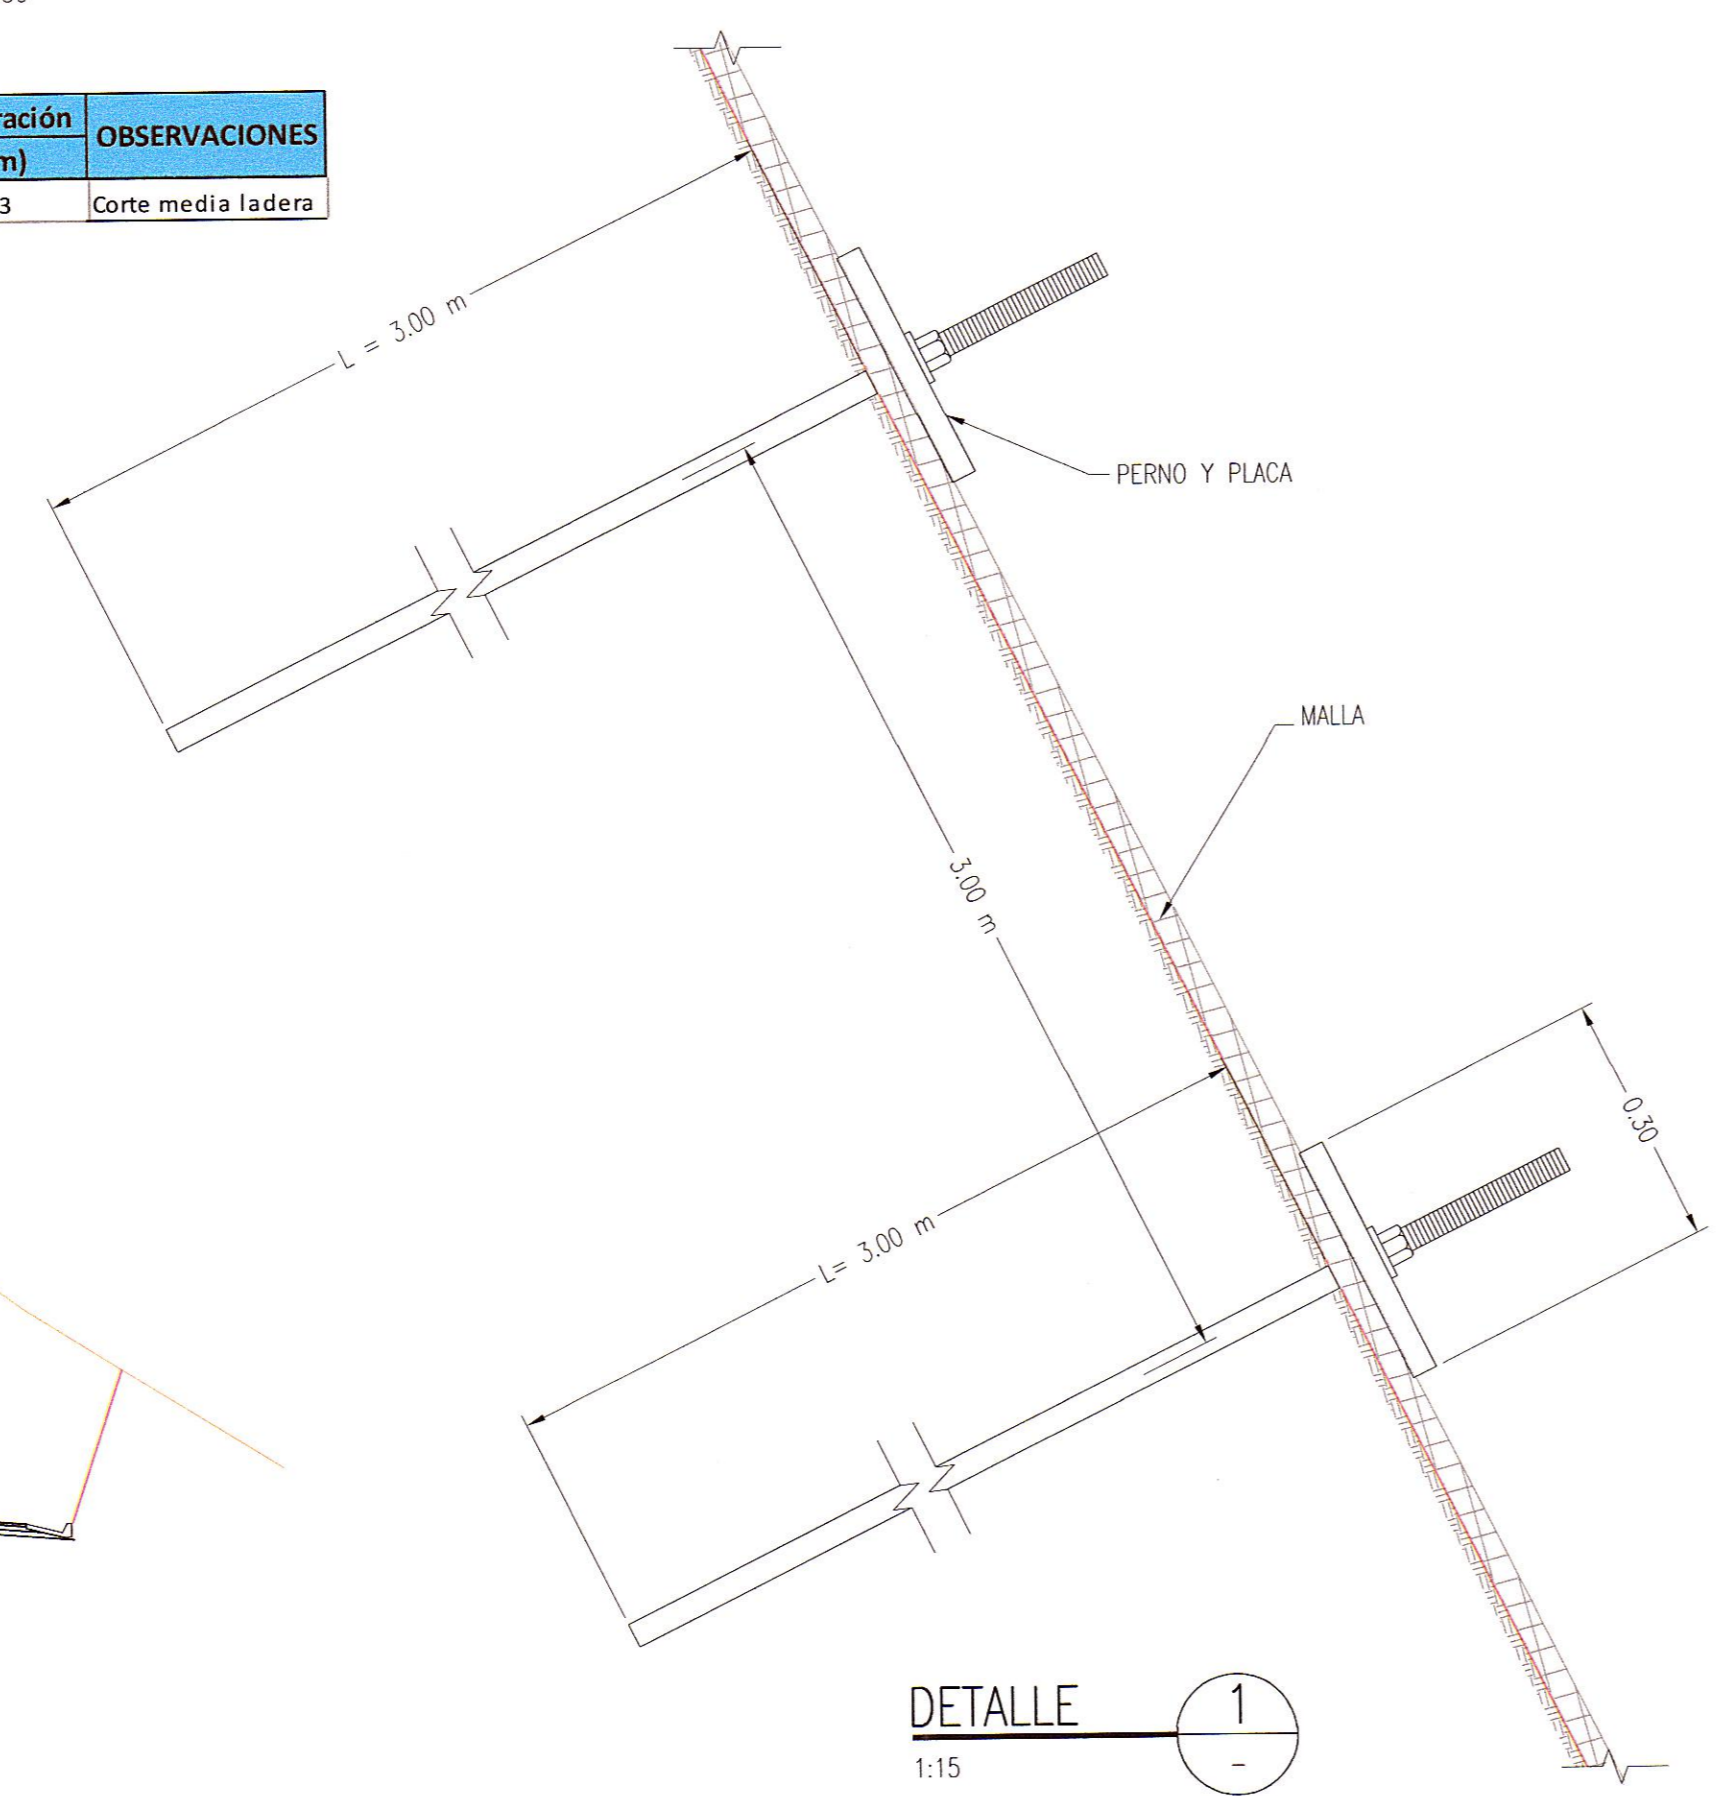 OBSERVACIONES
3 Corte media ladera
L = 3.00 m
PERNO Y PLACA
MALLA
3.00 m
0.30
L= 3.00 m
DETALLE 1
1:15 -